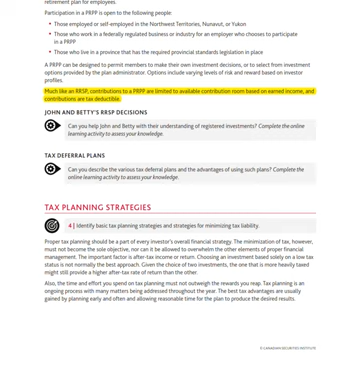 retirement plan for employees.
Participation in a PRPP is open to the following people:
• Those employed or self-employed in the Northwest Territories, Nunavut, or Yukon
• Those who work in a federally regulated business or industry for an employer who chooses to participate
in a PRPP
• Those who live in a province that has the required provincial standards legislation in place
A PRPP can be designed to permit members to make their own investment decisions, or to select from investment
options provided by the plan administrator. Options include varying levels of risk and reward based on investor
profiles.
Much like an RRSP, contributions to a PRPP are limited to available contribution room based on earned income, and
contributions are tax deductible.
JOHN AND BETTY'S RRSP DECISIONS
Can you help John and Betty with their understanding of registered investments? Complete the online
learning activity to assess your knowledge.
TAX DEFERRAL PLANS
Can you describe the various tax deferral plans and the advantages of using such plans? Complete the
online learning activity to assess your knowledge.
TAX PLANNING STRATEGIES
4 | Identify basic tax planning strategies and strategies for minimizing tax liability.
Proper tax planning should be a part of every investor's overall financial strategy. The minimization of tax, however,
must not become the sole objective, nor can it be allowed to overwhelm the other elements of proper financial
management. The important factor is after-tax income or return. Choosing an investment based solely on a low tax
status is not normally the best approach. Given the choice of two investments, the one that is more heavily taxed
might still provide a higher after-tax rate of return than the other.
Also, the time and effort you spend on tax planning must not outweigh the rewards you reap. Tax planning is an
ongoing process with many matters being addressed throughout the year. The best tax advantages are usually
gained by planning early and often and allowing reasonable time for the plan to produce the desired results.
© CANADIAN SECURITIES INSTITUTE